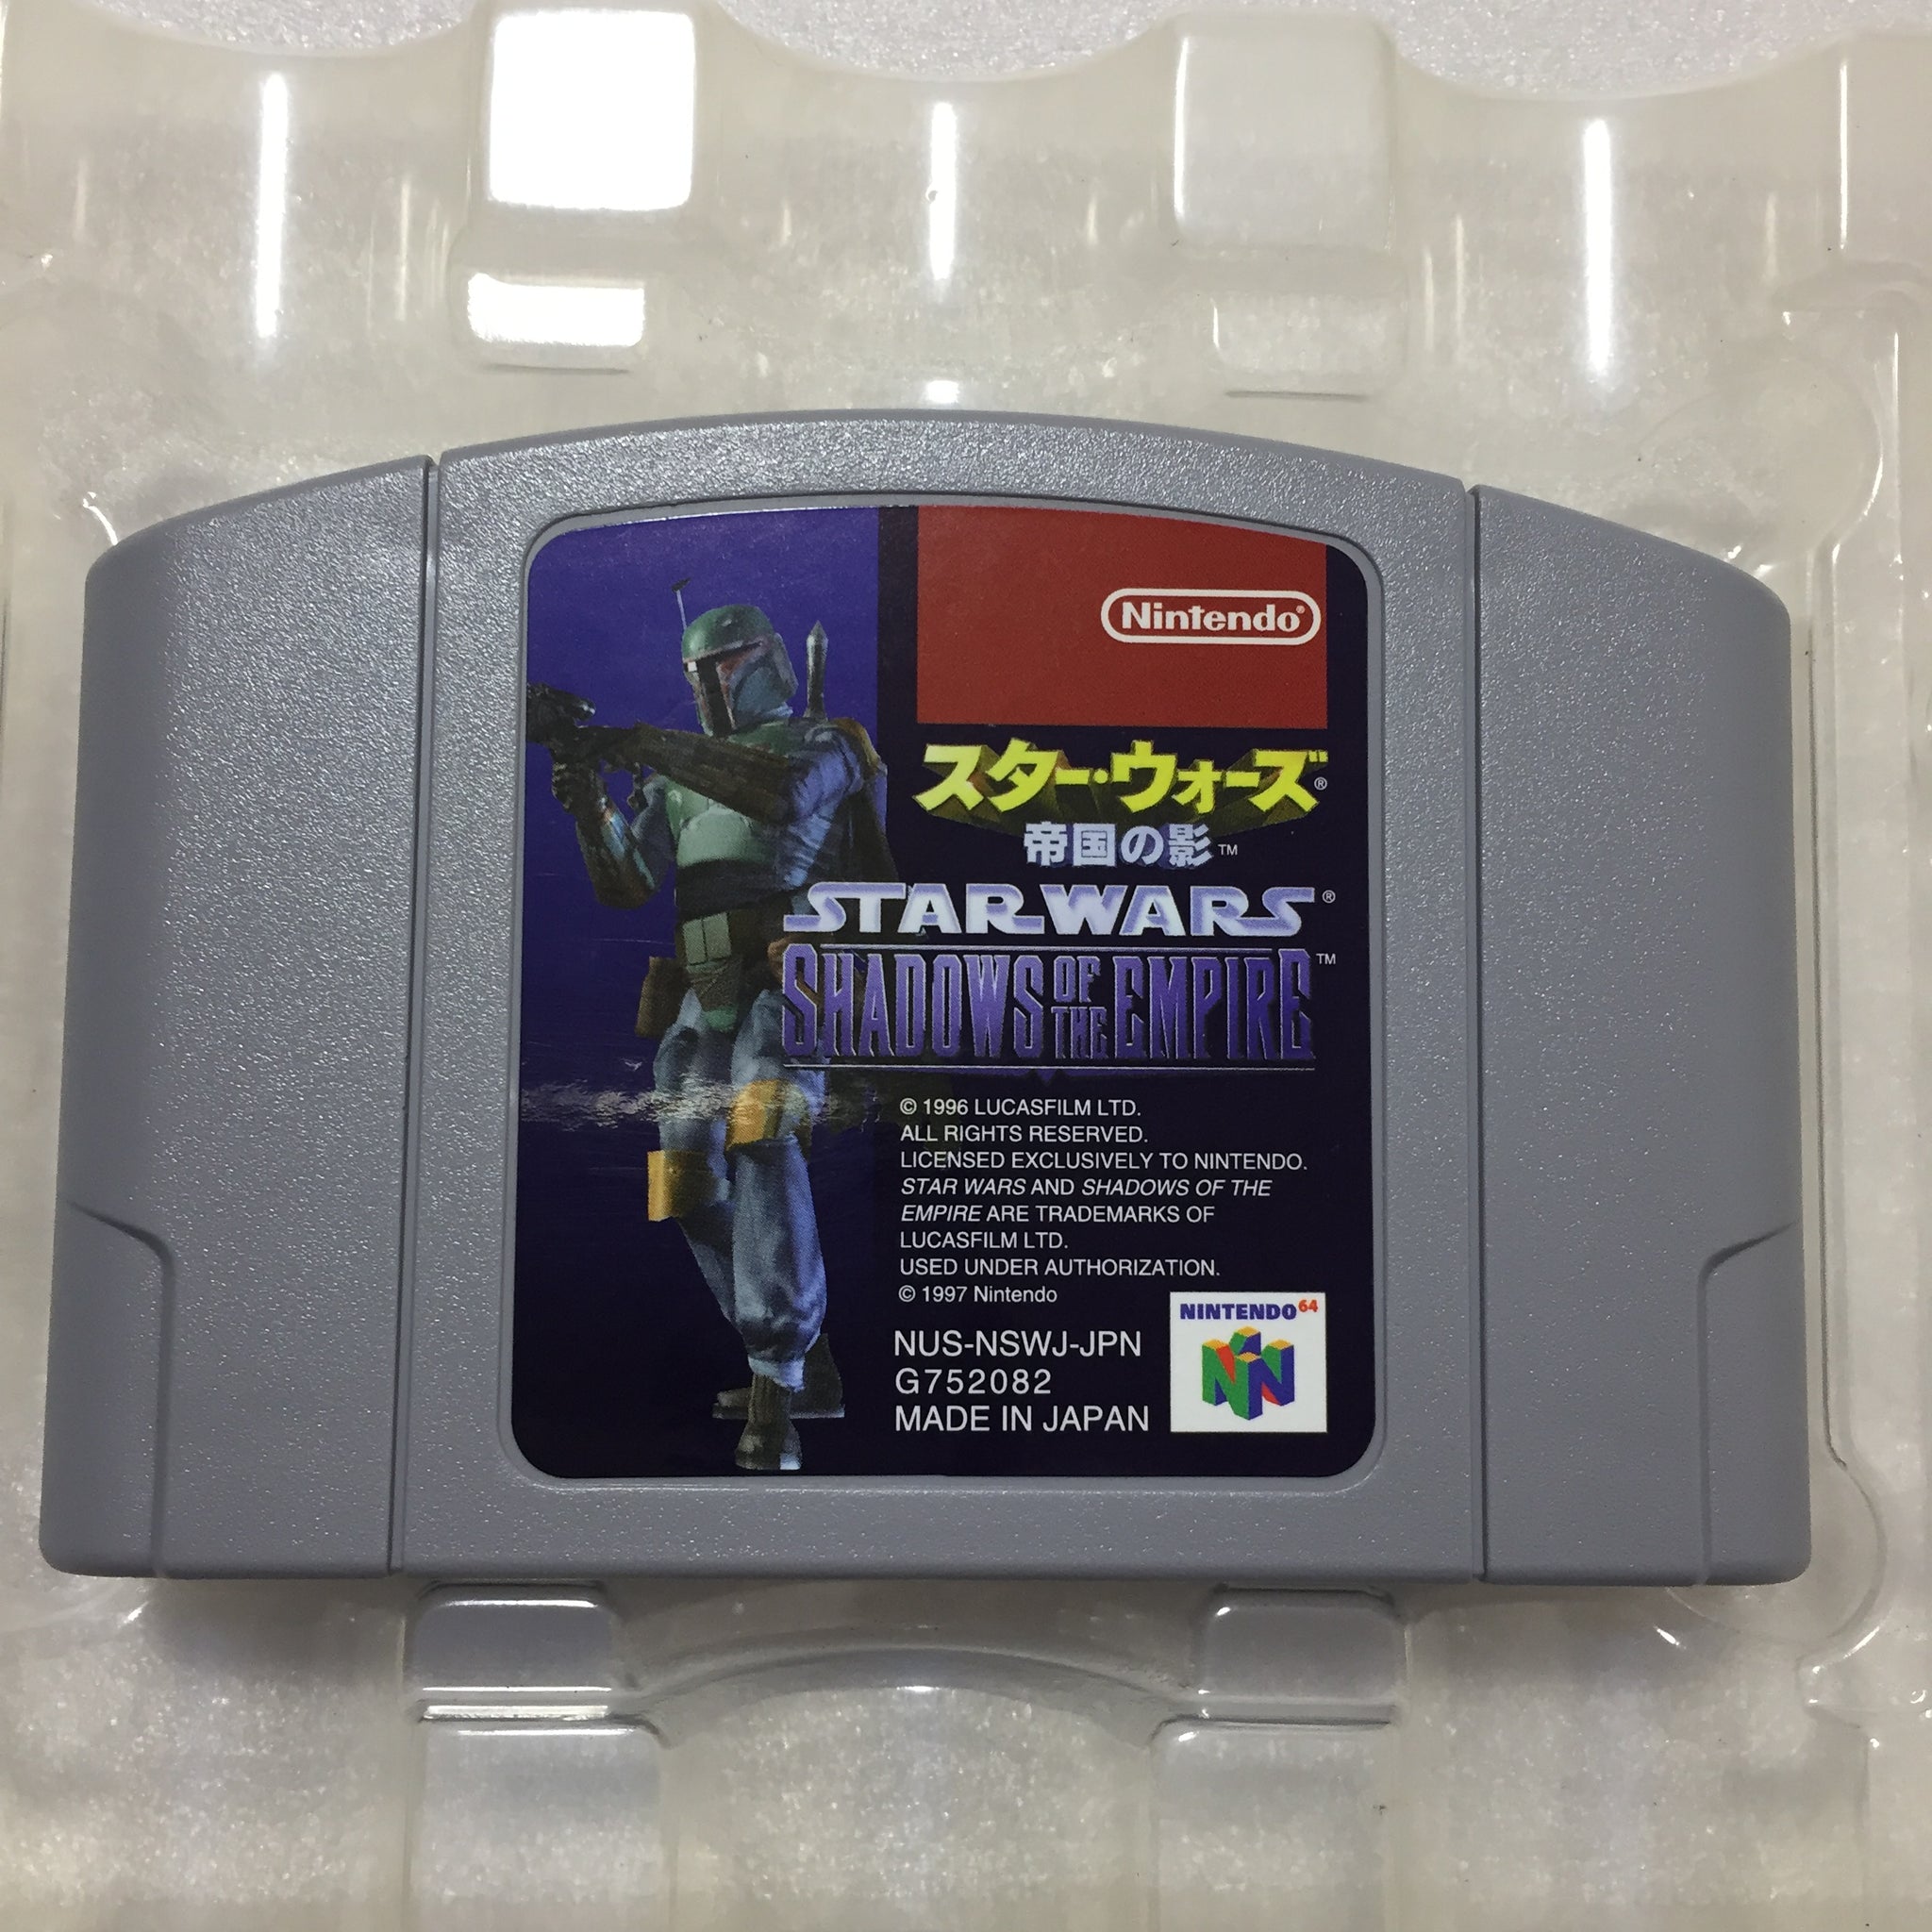 Nintendo®
スター・ウォーズ®
帝国の影™
STAR WARS®
SHADOWS OF THE EMPIRE™
© 1996 LUCASFILM LTD.
ALL RIGHTS RESERVED.
LICENSED EXCLUSIVELY TO NINTENDO.
STAR WARS AND SHADOWS OF THE
EMPIRE ARE TRADEMARKS OF
LUCASFILM LTD.
USED UNDER AUTHORIZATION.
© 1997 Nintendo
NUS-NSWJ-JPN
G752082
MADE IN JAPAN
NINTENDO64